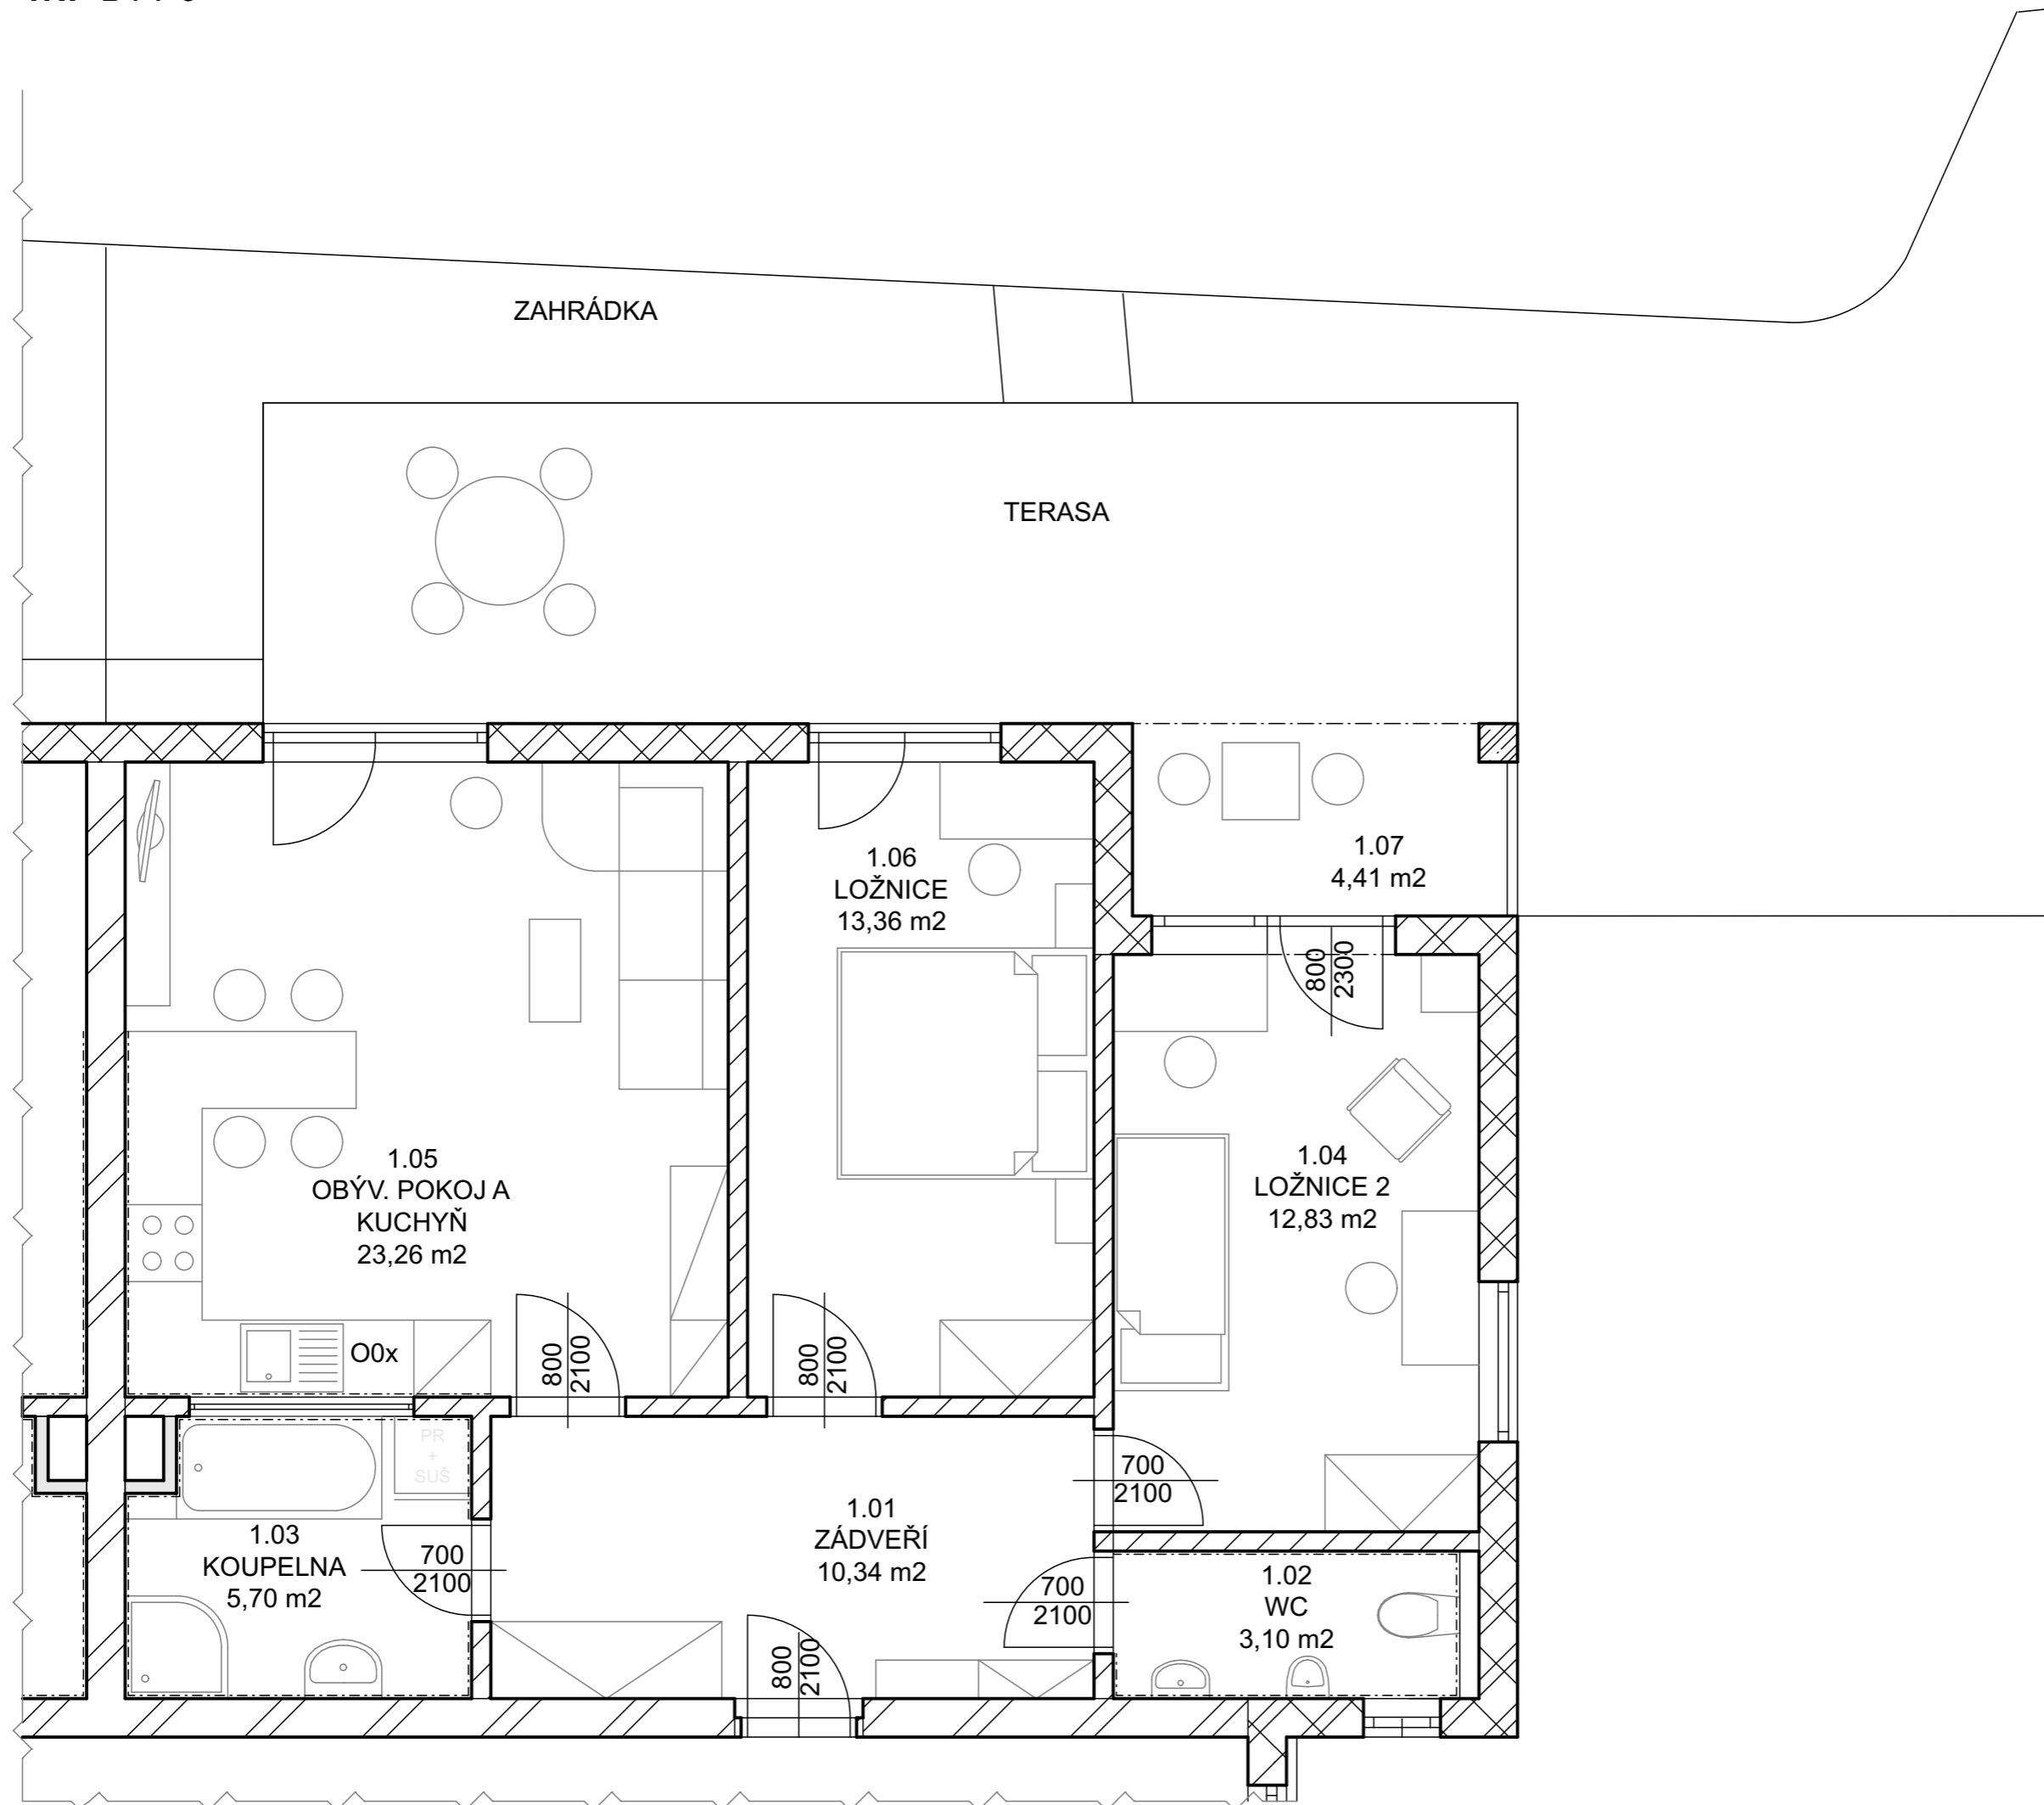 ZAHRÁDKA
TERASA
1.07
4,41 m2
1.06
LOŽNICE
13,36 m2
800
2300
1.05
OBÝV. POKOJ A
KUCHYŇ
23,26 m2
1.04
LOŽNICE 2
12,83 m2
O0x
800
2100
800
2100
PR
+
SUŠ
700
2100
1.03
KOUPELNA
5,70 m2
700
2100
1.01
ZÁDVEŘÍ
10,34 m2
700
2100
1.02
WC
3,10 m2
800
2100